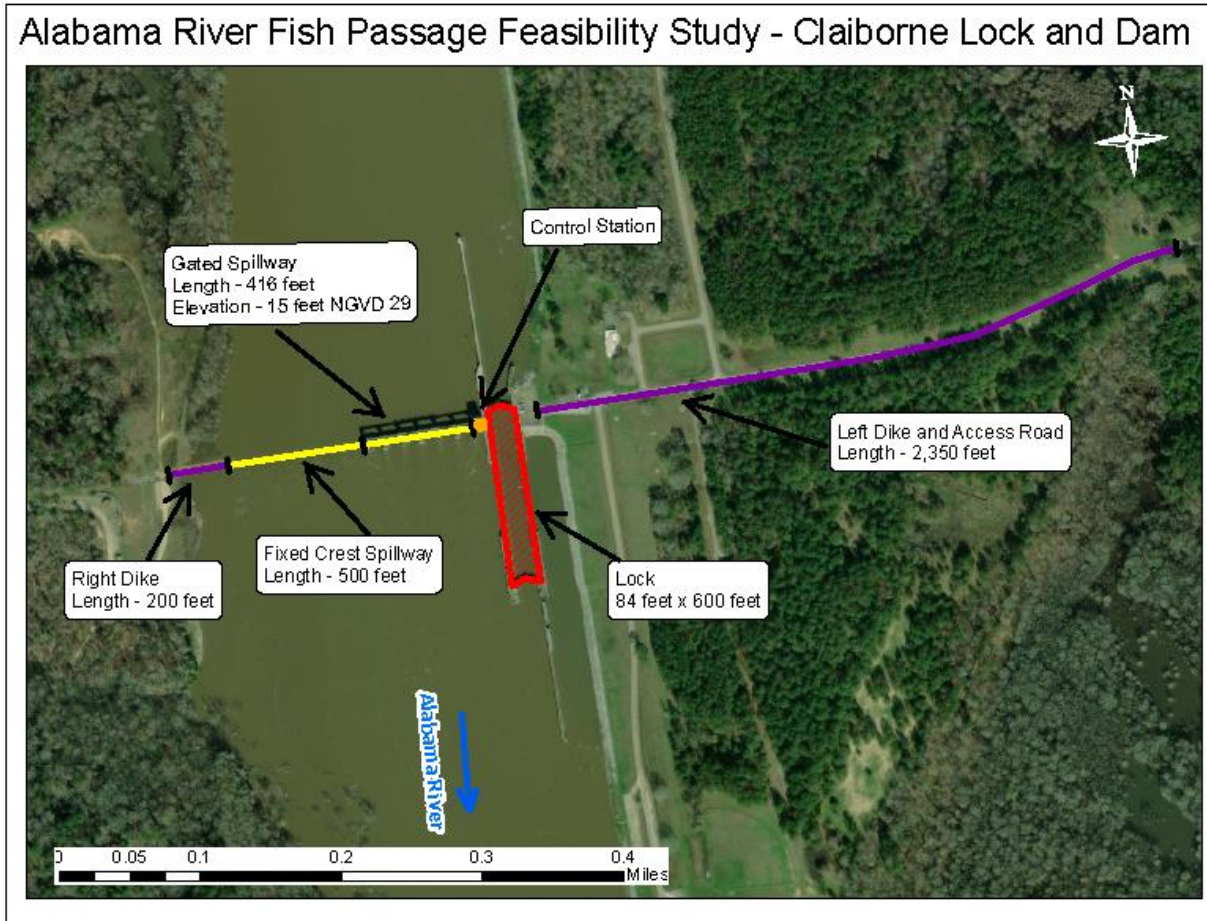 Alabama River Fish Passage Feasibility Study - Claiborne Lock and Dam
N
Control Station
Gated Spillway
Length - 416 feet
Elevation - 15 feet NGVD 29
Left Dike and Access Road
Length - 2,350 feet
Fixed Crest Spillway
Length - 500 feet
Right Dike
Length - 200 feet
Lock
84 feet x 600 feet
Alabama River
0 0.05 0.1 0.2 0.3 0.4
Miles